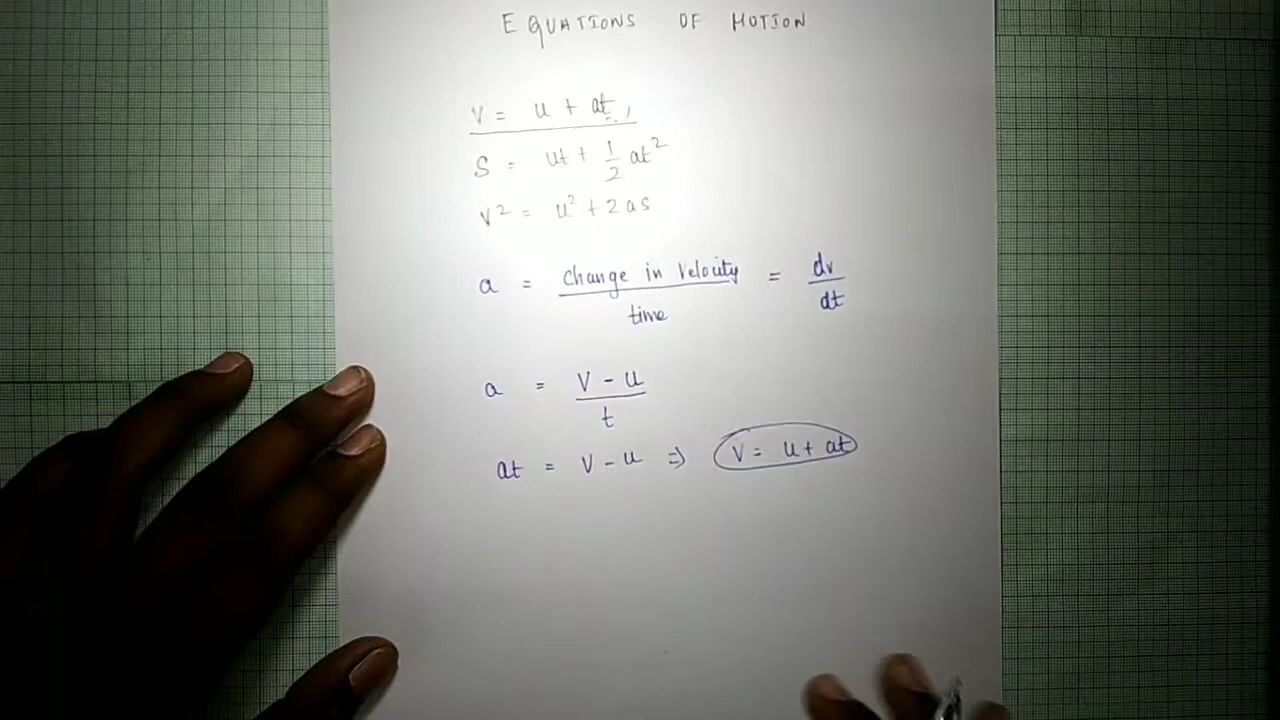 EQUATIONS OF MOTION
V = u + at
S = ut + 1/2 at²
V² = u² + 2as
a = change in velocity / time = dv/dt
a = V - u / t
at = V - u ⇒ V = u + at